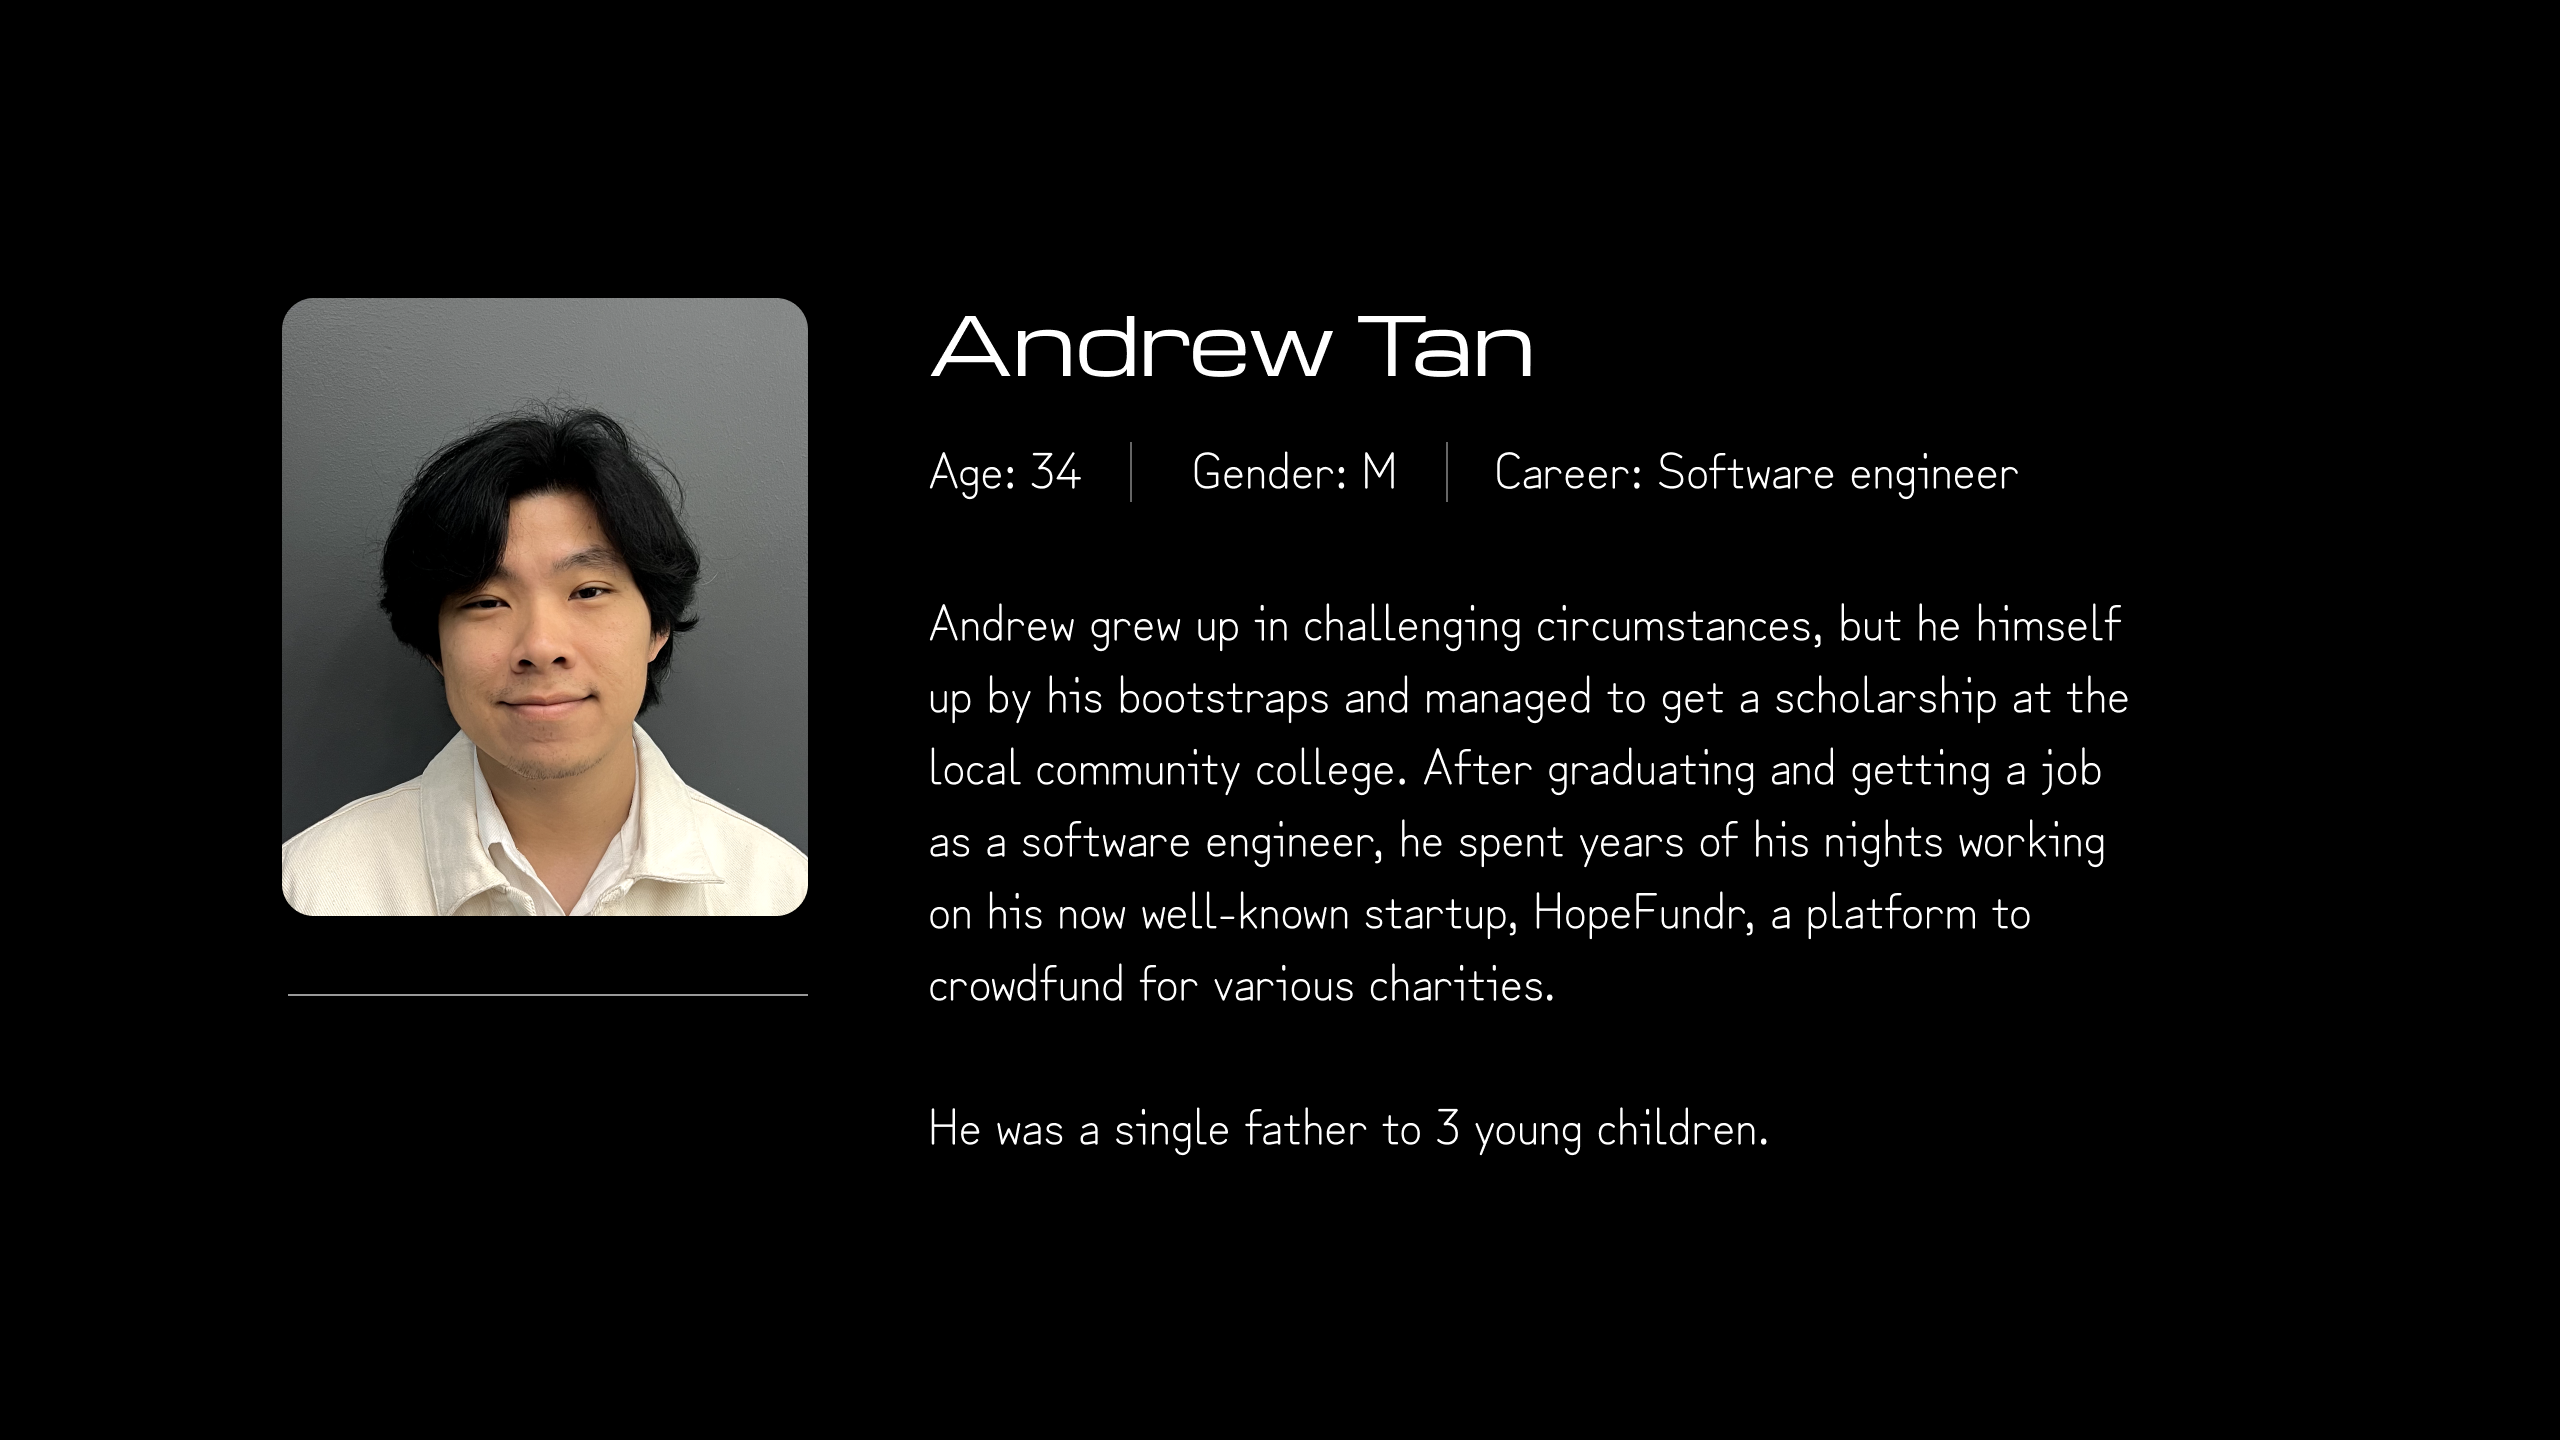 Andrew Tan
Age: 34
Gender: M
Career: Software engineer
Andrew grew up in challenging circumstances, but he himself
up by his bootstraps and managed to get a scholarship at the
local community college. After graduating and getting a job
as a software engineer, he spent years of his nights working
on his now well-known startup, HopeFundr, a platform to
crowdfund for various charities.
He was a single father to 3 young children.